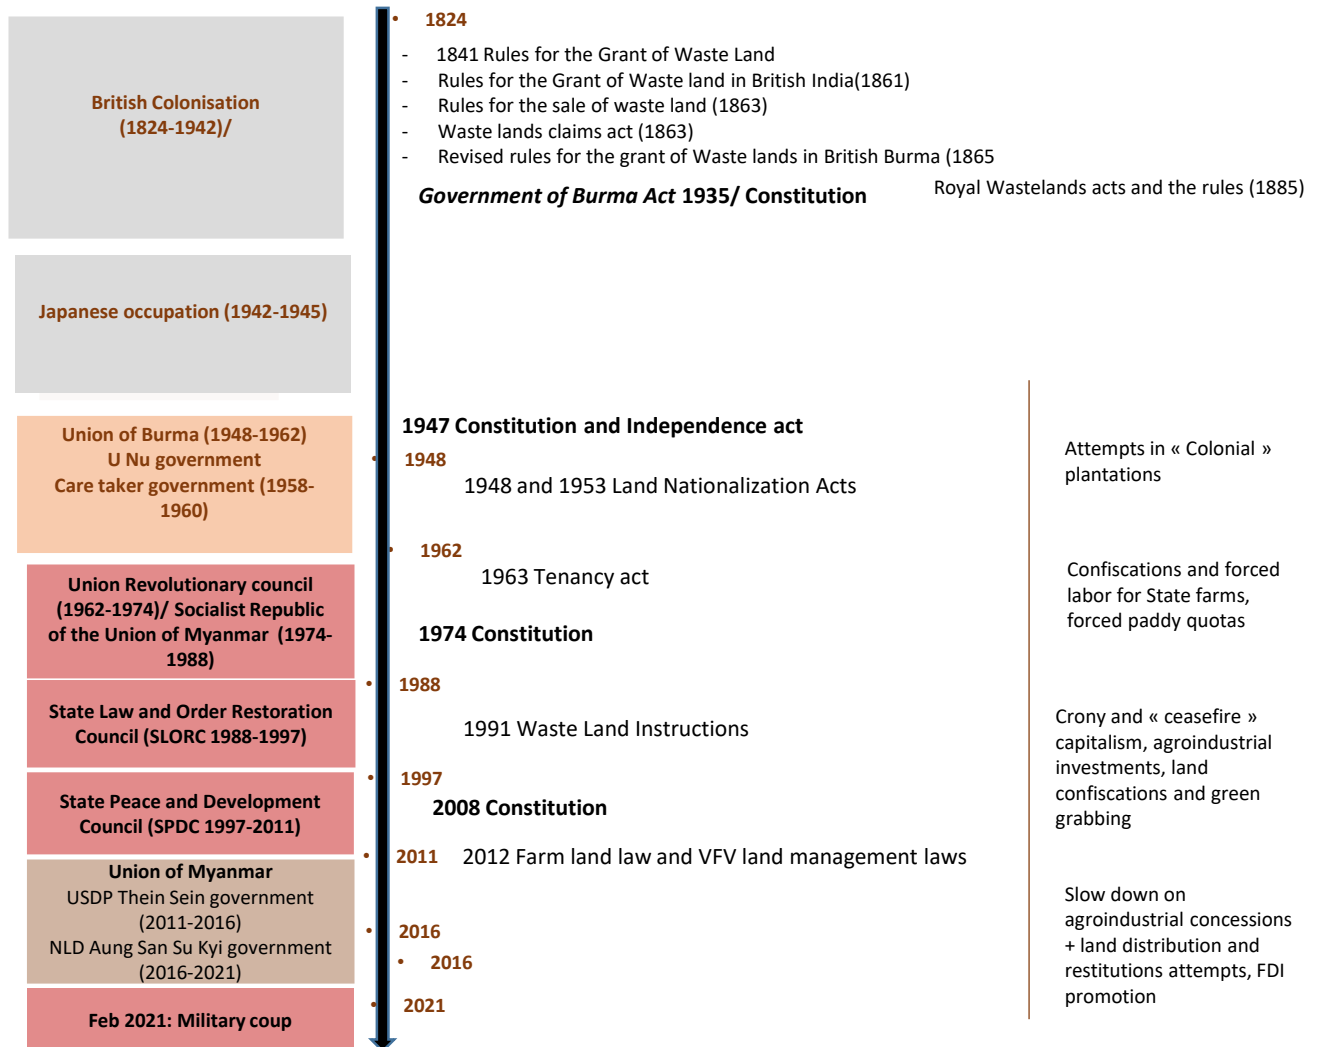 British Colonisation
(1824-1942)/
• 1824
- 1841 Rules for the Grant of Waste Land
- Rules for the Grant of Waste land in British India(1861)
- Rules for the sale of waste land (1863)
- Waste lands claims act (1863)
- Revised rules for the grant of Waste lands in British Burma (1865
Government of Burma Act 1935/ Constitution
Royal Wastelands acts and the rules (1885)
Japanese occupation (1942-1945)
Union of Burma (1948-1962)
U Nu government
Care taker government (1958-
1960)
1947 Constitution and Independence act
• 1948
1948 and 1953 Land Nationalization Acts
Attempts in « Colonial »
plantations
• 1962
Union Revolutionary council
(1962-1974)/ Socialist Republic
of the Union of Myanmar (1974-
1988)
1963 Tenancy act
1974 Constitution
Confiscations and forced
labor for State farms,
forced paddy quotas
• 1988
State Law and Order Restoration
Council (SLORC 1988-1997)
1991 Waste Land Instructions
Crony and « ceasefire »
capitalism, agroindustrial
investments, land
confiscations and green
grabbing
• 1997
State Peace and Development
Council (SPDC 1997-2011)
2008 Constitution
• 2011
2012 Farm land law and VFV land management laws
Union of Myanmar
USDP Thein Sein government
(2011-2016)
NLD Aung San Su Kyi government
(2016-2021)
• 2016
• 2016
Slow down on
agroindustrial concessions
+ land distribution and
restitutions attempts, FDI
promotion
• 2021
Feb 2021: Military coup